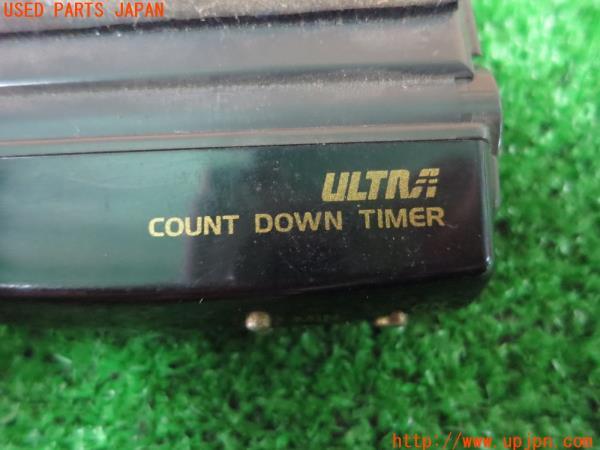 USED PARTS JAPAN
ULTRA
COUNT DOWN TIMER
http://www.upjpn.com/